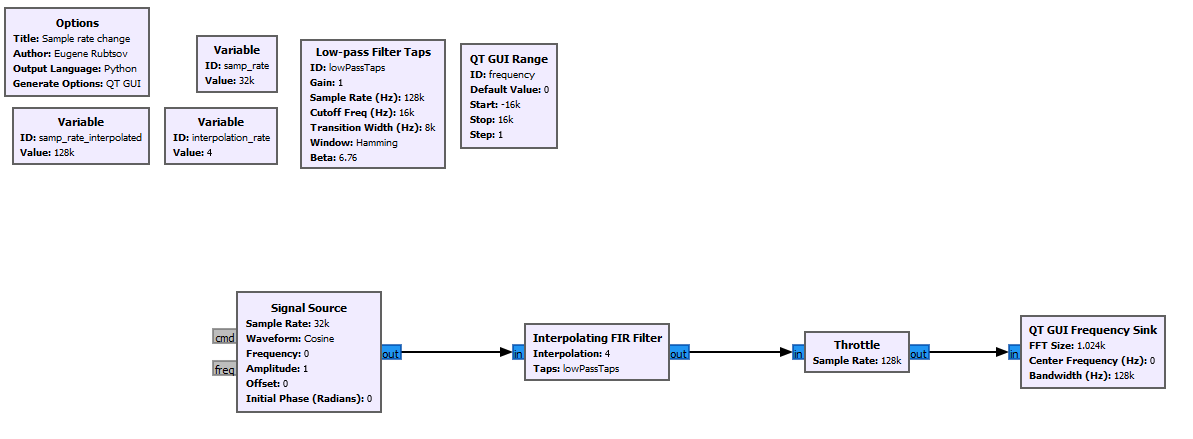 Options
Title: Sample rate change
Author: Eugene Rubtsov
Output Language: Python
Generate Options: QT GUI
Variable
ID: samp_rate
Value: 32k
Low-pass Filter Taps
ID: lowPassTaps
Gain: 1
Sample Rate (Hz): 128k
Cutoff Freq (Hz): 16k
Transition Width (Hz): 8k
Window: Hamming
Beta: 6.76
QT GUI Range
ID: frequency
Default Value: 0
Start: -16k
Stop: 16k
Step: 1
Variable
ID: samp_rate_interpolated
Value: 128k
Variable
ID: interpolation_rate
Value: 4
cmd
freq
Signal Source
Sample Rate: 32k
Waveform: Cosine
Frequency: 0
Amplitude: 1
Offset: 0
Initial Phase (Radians): 0
out
in
Interpolating FIR Filter
Interpolation: 4
Taps: lowPassTaps
out
in
Throttle
Sample Rate: 128k
out
in
QT GUI Frequency Sink
FFT Size: 1.024k
Center Frequency (Hz): 0
Bandwidth (Hz): 128k